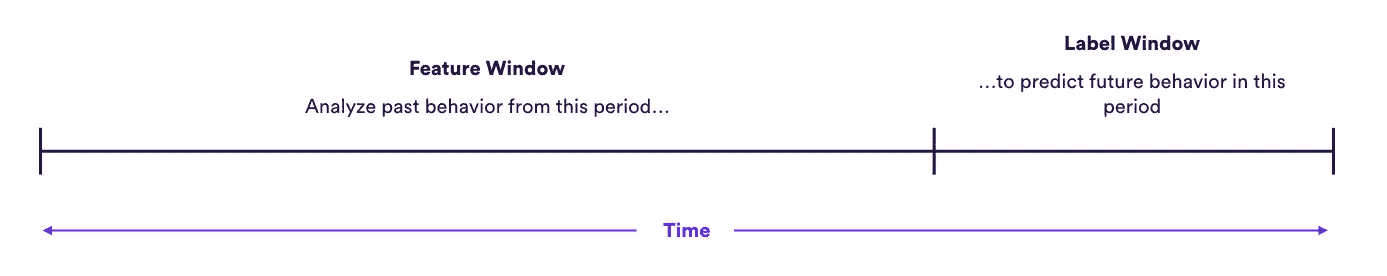 Feature Window
Analyze past behavior from this period…
Label Window
…to predict future behavior in this
period
Time